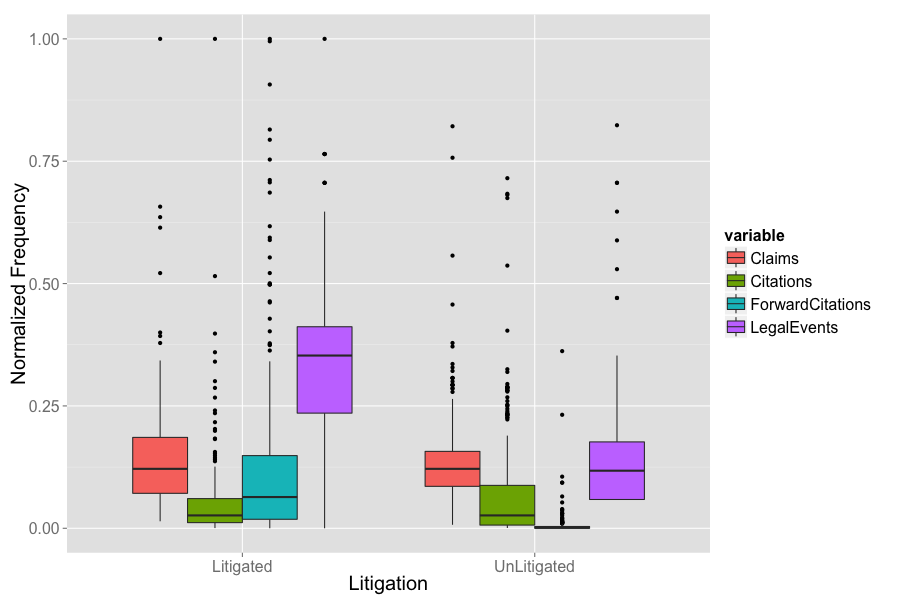 1.00
0.75
0.50
0.25
0.00
Normalized Frequency
Litigated
UnLitigated
Litigation
variable
Claims
Citations
ForwardCitations
LegalEvents